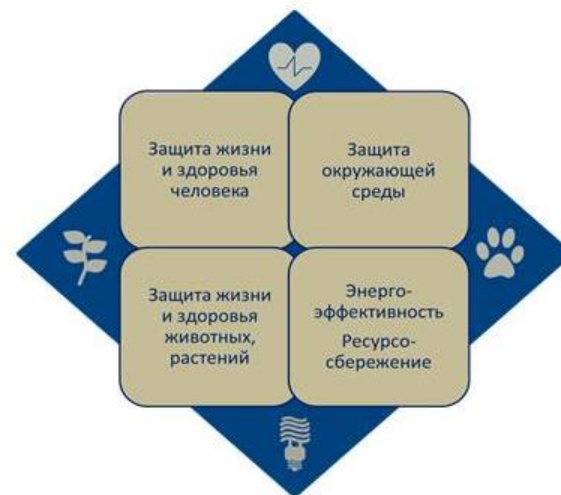 Защита жизни
и здоровья
человека
Защита
окружающей
среды
Защита жизни
и здоровья
животных,
растений
Энерго-
эффективность
Ресурсо-
сбережение